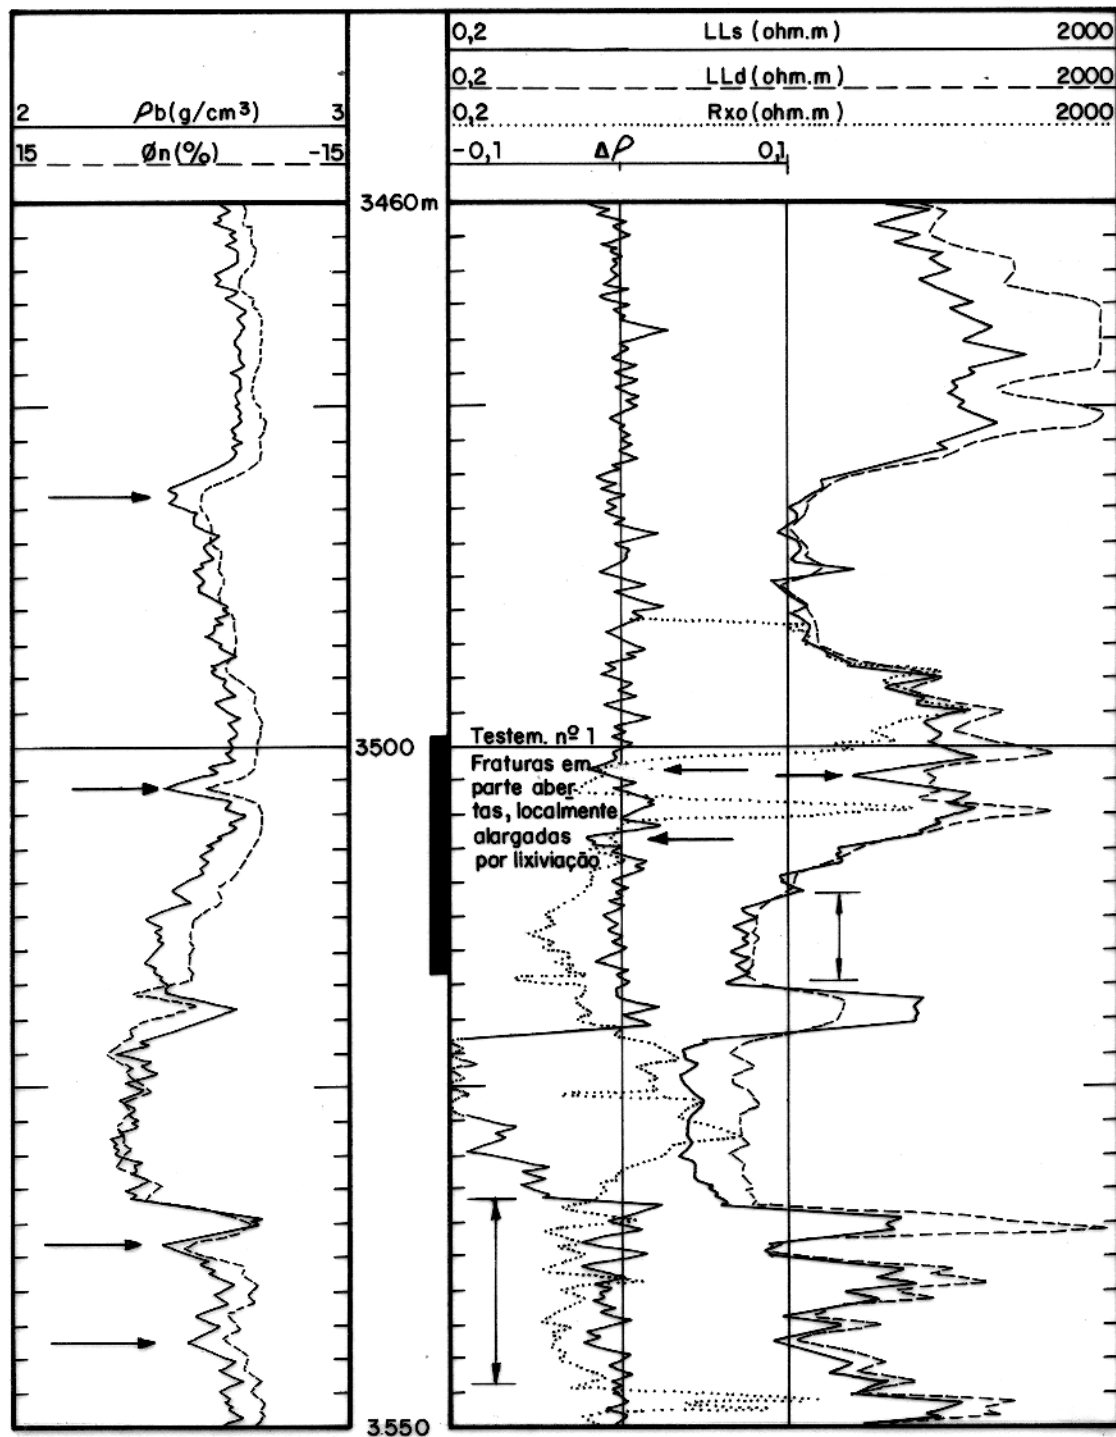 0,2 LLs (ohm.m) 2000
0,2 LLd (ohm.m) 2000
2 ρb(g/cm³) 3 0,2 Rxo (ohm.m) 2000
15 Øn (%) -15 -0,1 Δρ 0,1
3460m
3500
Testem. nº 1
Fraturas em
parte aber-
tas, localmente
alargadas
por lixiviação
3.550